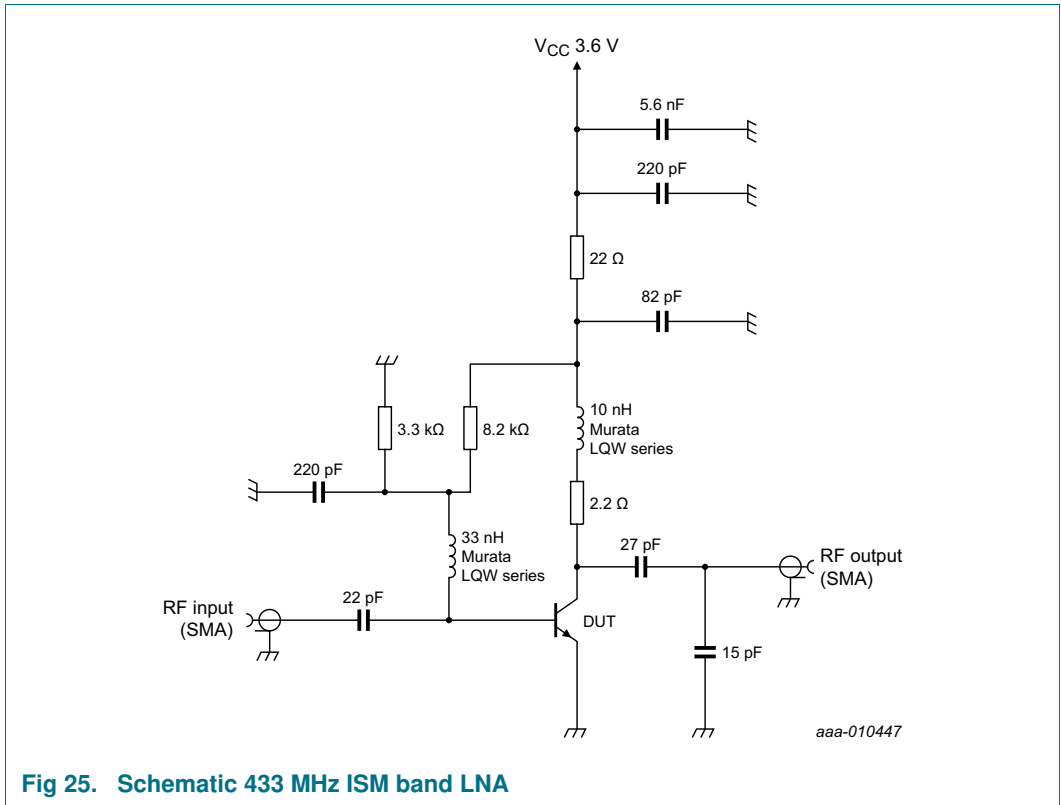 VCC 3.6 V
5.6 nF
220 pF
22 Ω
82 pF
3.3 kΩ
8.2 kΩ
10 nH
Murata
LQW series
220 pF
2.2 Ω
33 nH
Murata
LQW series
27 pF
RF output
(SMA)
22 pF
RF input
(SMA)
DUT
15 pF
aaa-010447
Fig 25. Schematic 433 MHz ISM band LNA